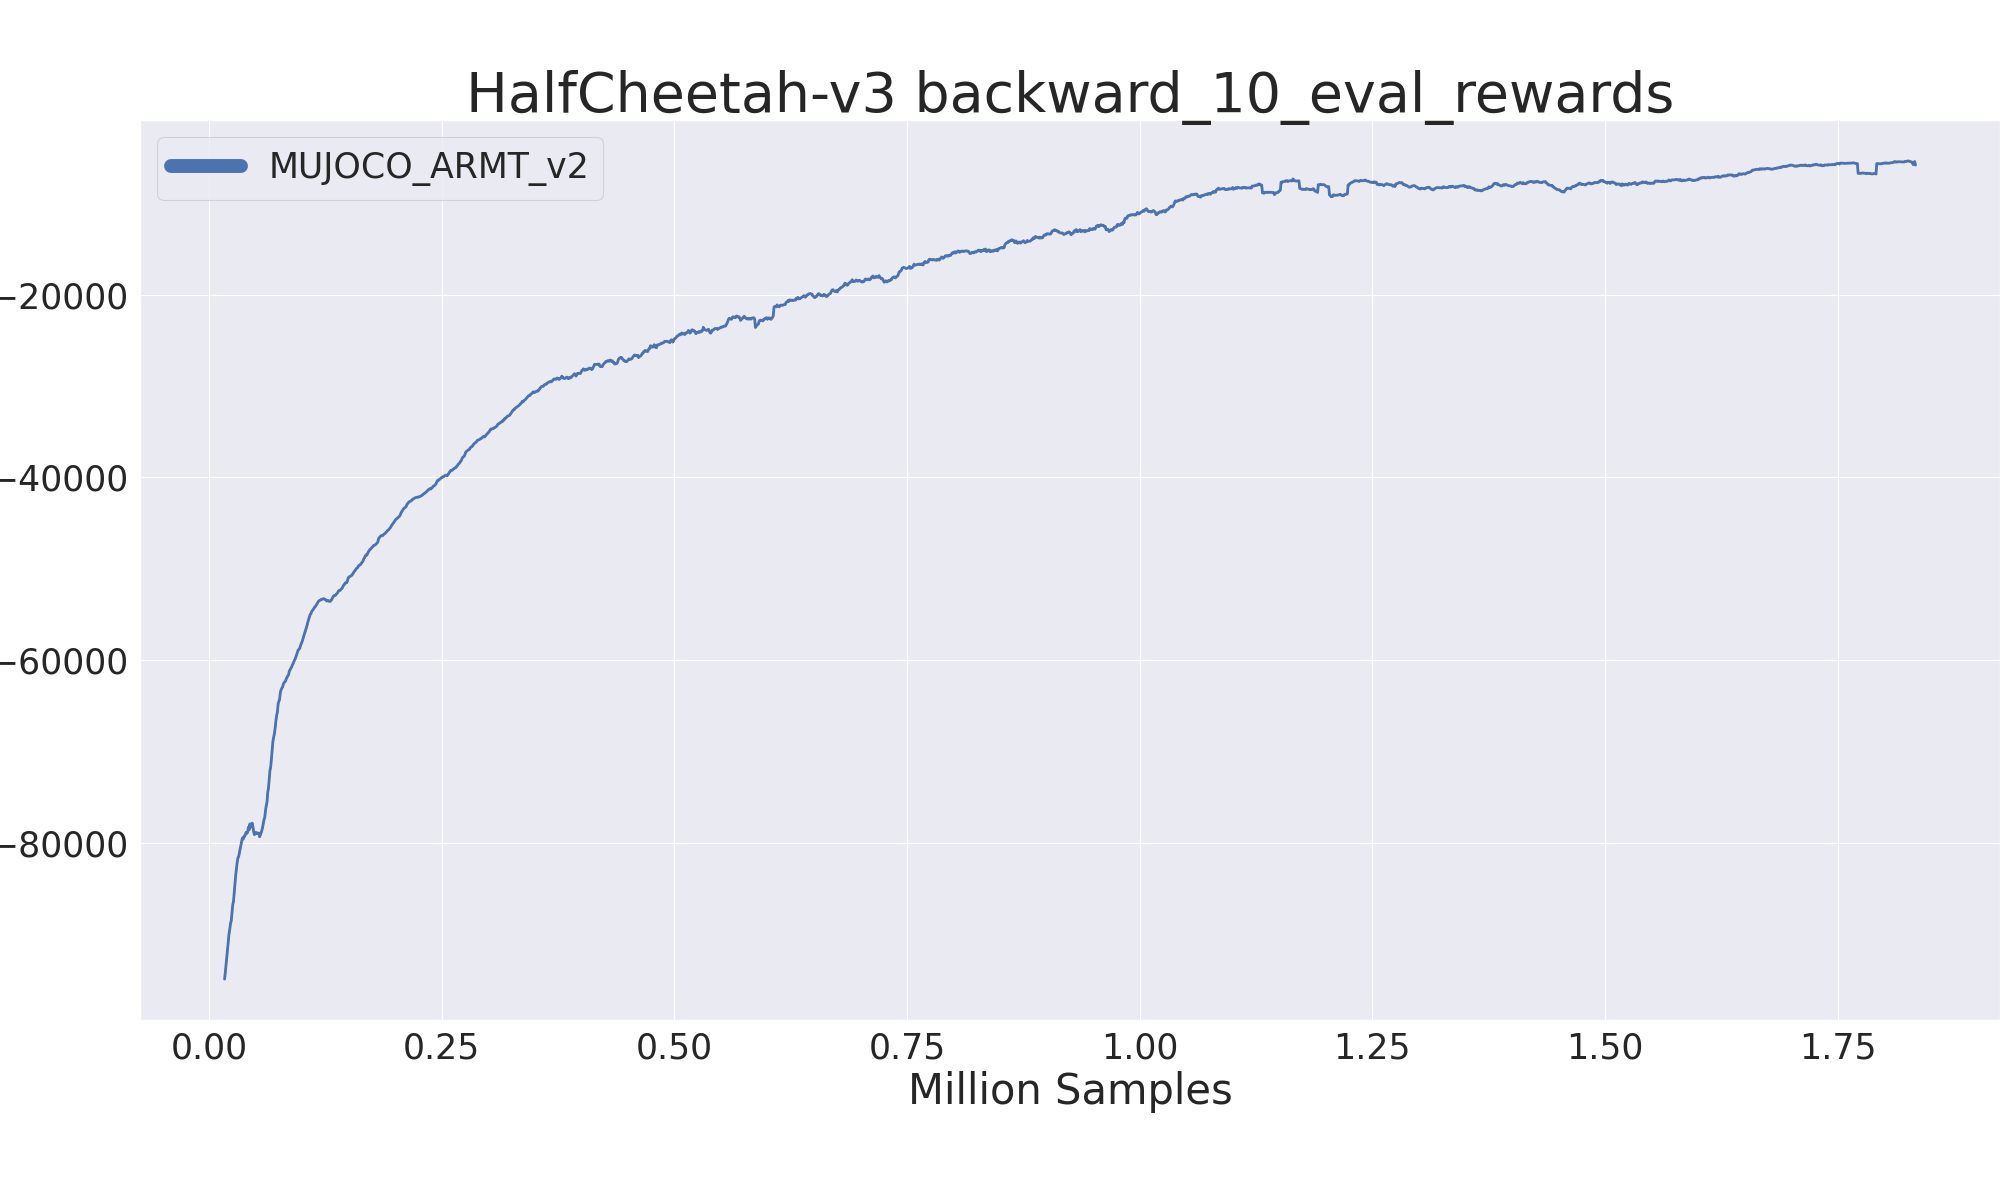 HalfCheetah-v3 backward_10_eval_rewards
MUJOCO_ARMT_v2
−20000
−40000
−60000
−80000
0.00 0.25 0.50 0.75 1.00 1.25 1.50 1.75
Million Samples